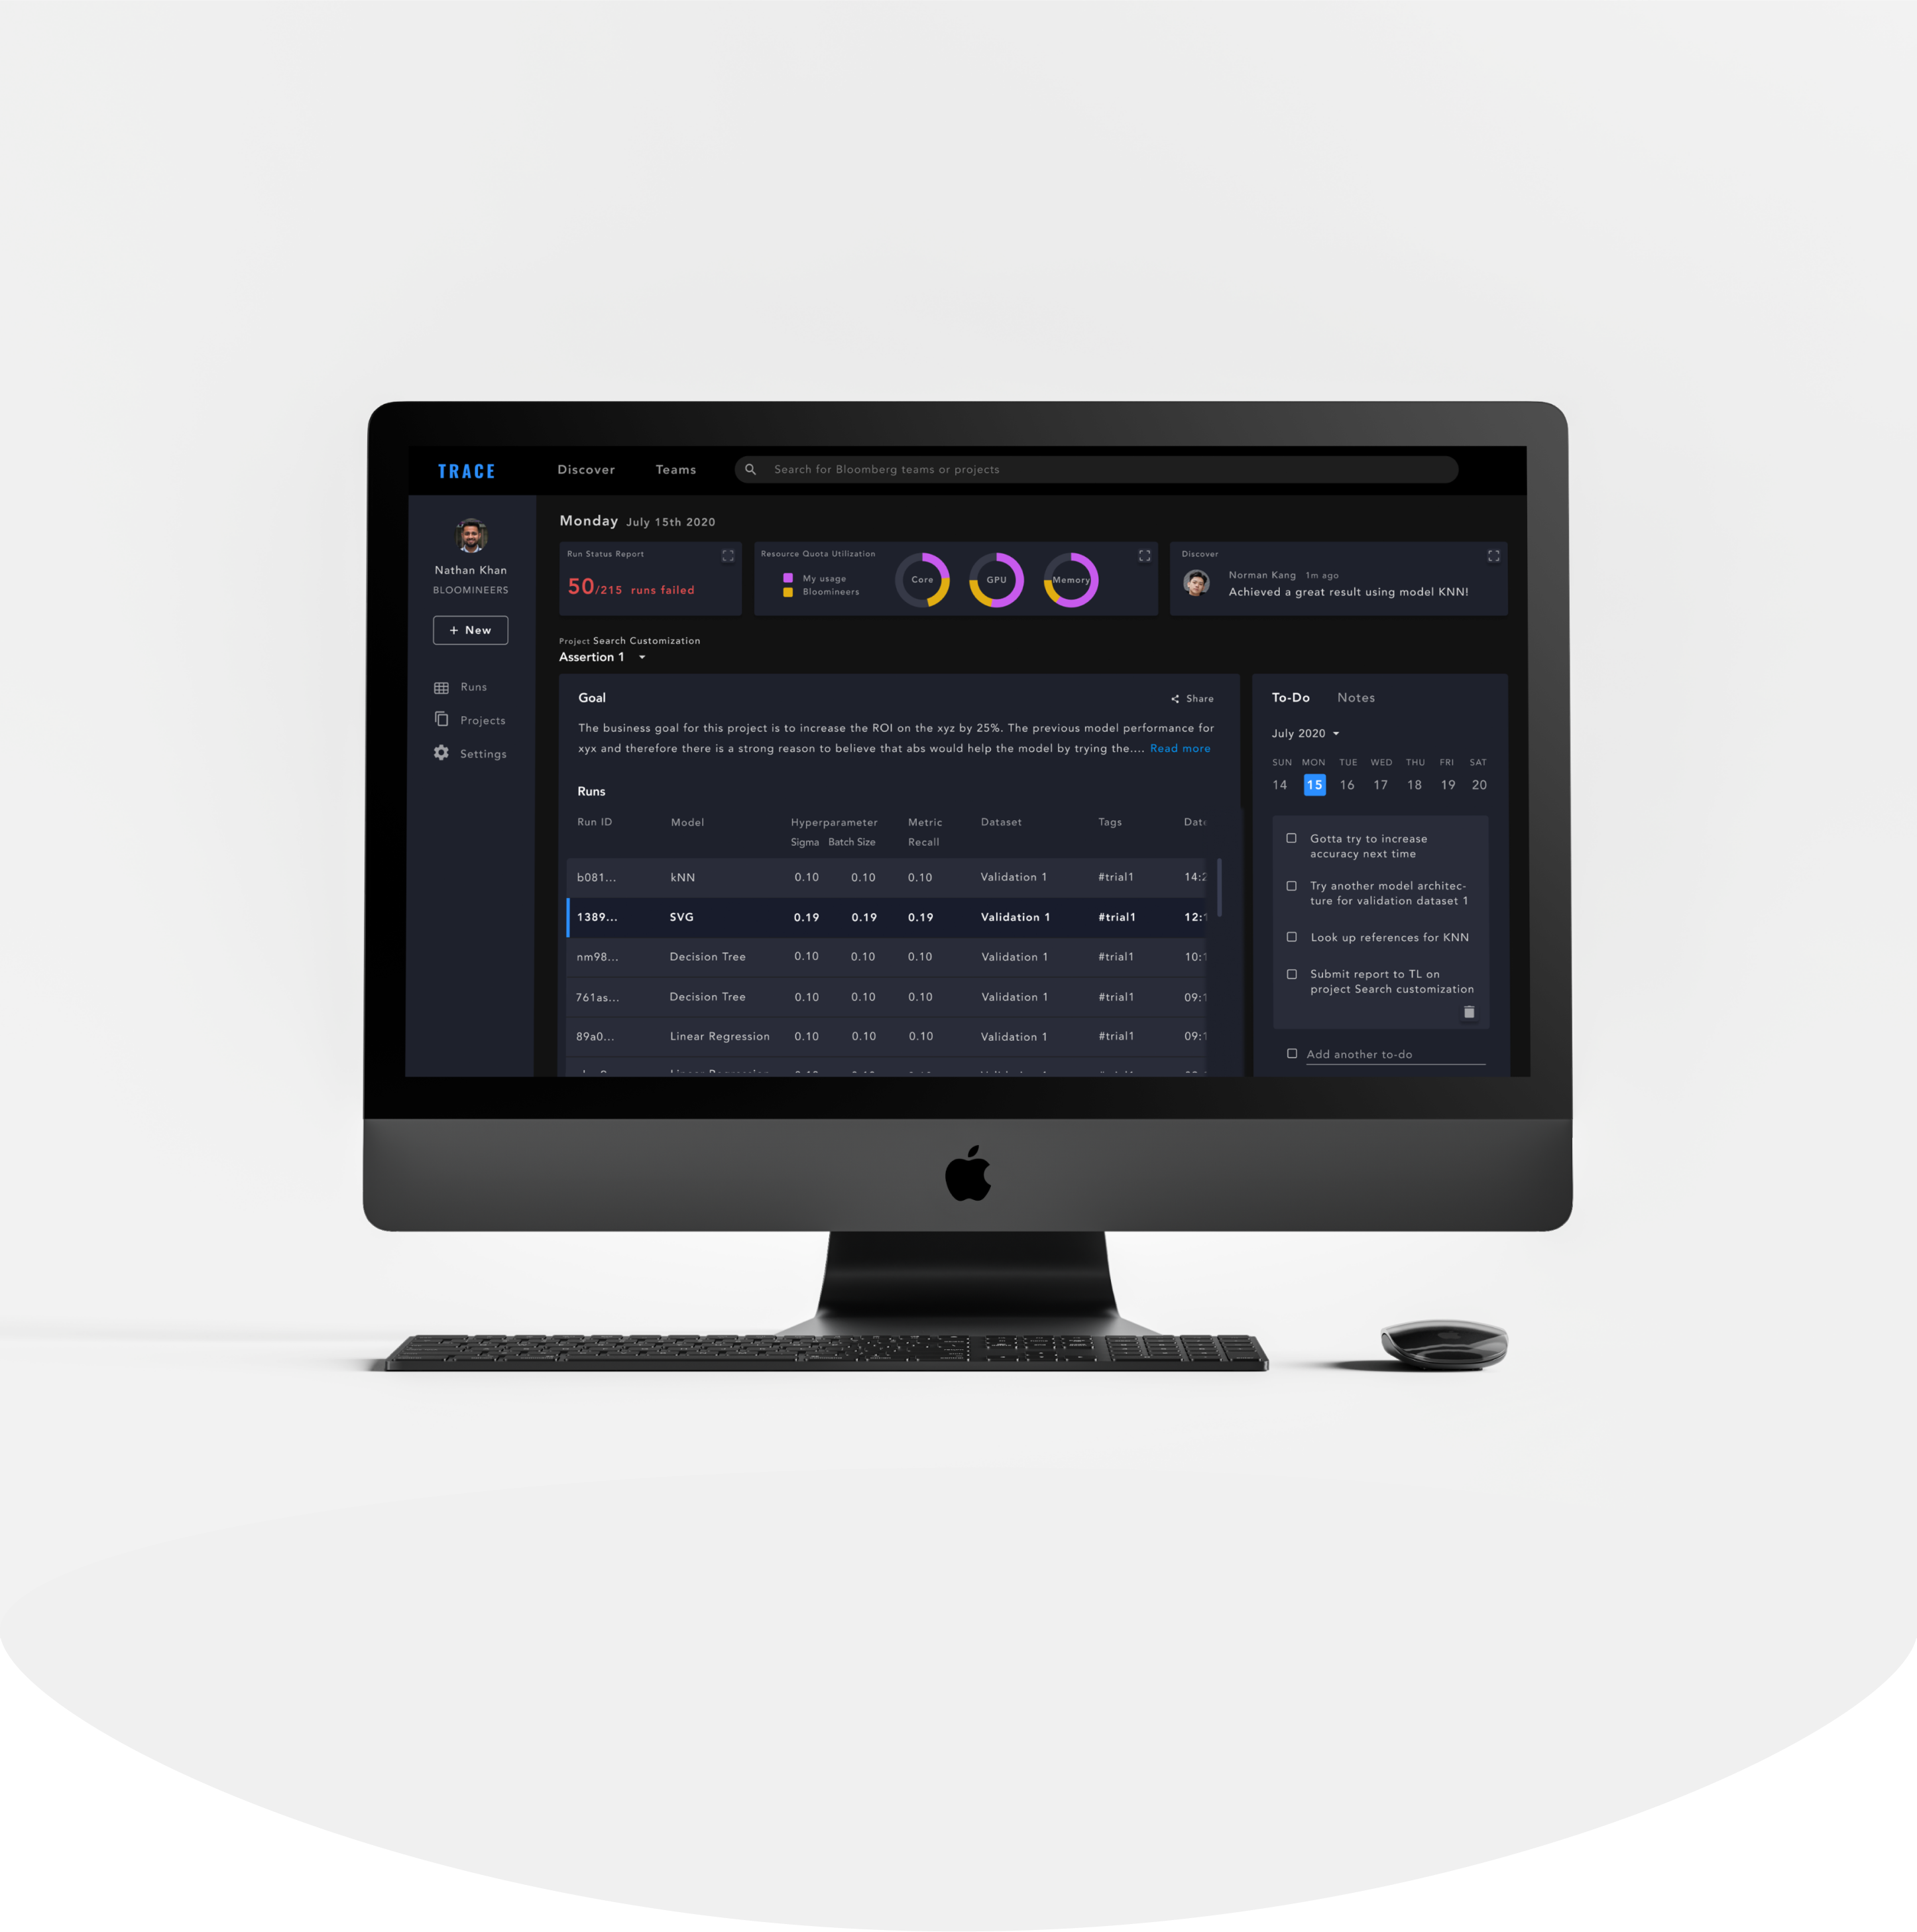 TRACE
Discover
Teams
Search for Bloomberg teams or projects
Nathan Khan
BLOOMINEERS
+ New
Runs
Projects
Settings
Monday July 15th 2020
Run Status Report
50/215 runs failed
Resource Quota Utilization
My usage
Bloomineers
Core
GPU
Memory
Discover
Norman Kang 1m ago
Achieved a great result using model KNN!
Project Search Customization
Assertion 1
Goal
Share
The business goal for this project is to increase the ROI on the xyz by 25%. The previous model performance for
xyx and therefore there is a strong reason to believe that abs would help the model by trying the.... Read more
Runs
Run ID Model Hyperparameter Metric Dataset Tags Date
Sigma Batch Size Recall
b081... kNN 0.10 0.10 0.10 Validation 1 #trial1 14:2
1389... SVG 0.19 0.19 0.19 Validation 1 #trial1 12:1
nm98... Decision Tree 0.10 0.10 0.10 Validation 1 #trial1 10:1
761as... Decision Tree 0.10 0.10 0.10 Validation 1 #trial1 09:1
89a0... Linear Regression 0.10 0.10 0.10 Validation 1 #trial1 09:1
To-Do
Notes
July 2020
SUN MON TUE WED THU FRI SAT
14 15 16 17 18 19 20
Gotta try to increase
accuracy next time
Try another model architec-
ture for validation dataset 1
Look up references for KNN
Submit report to TL on
project Search customization
Add another to-do